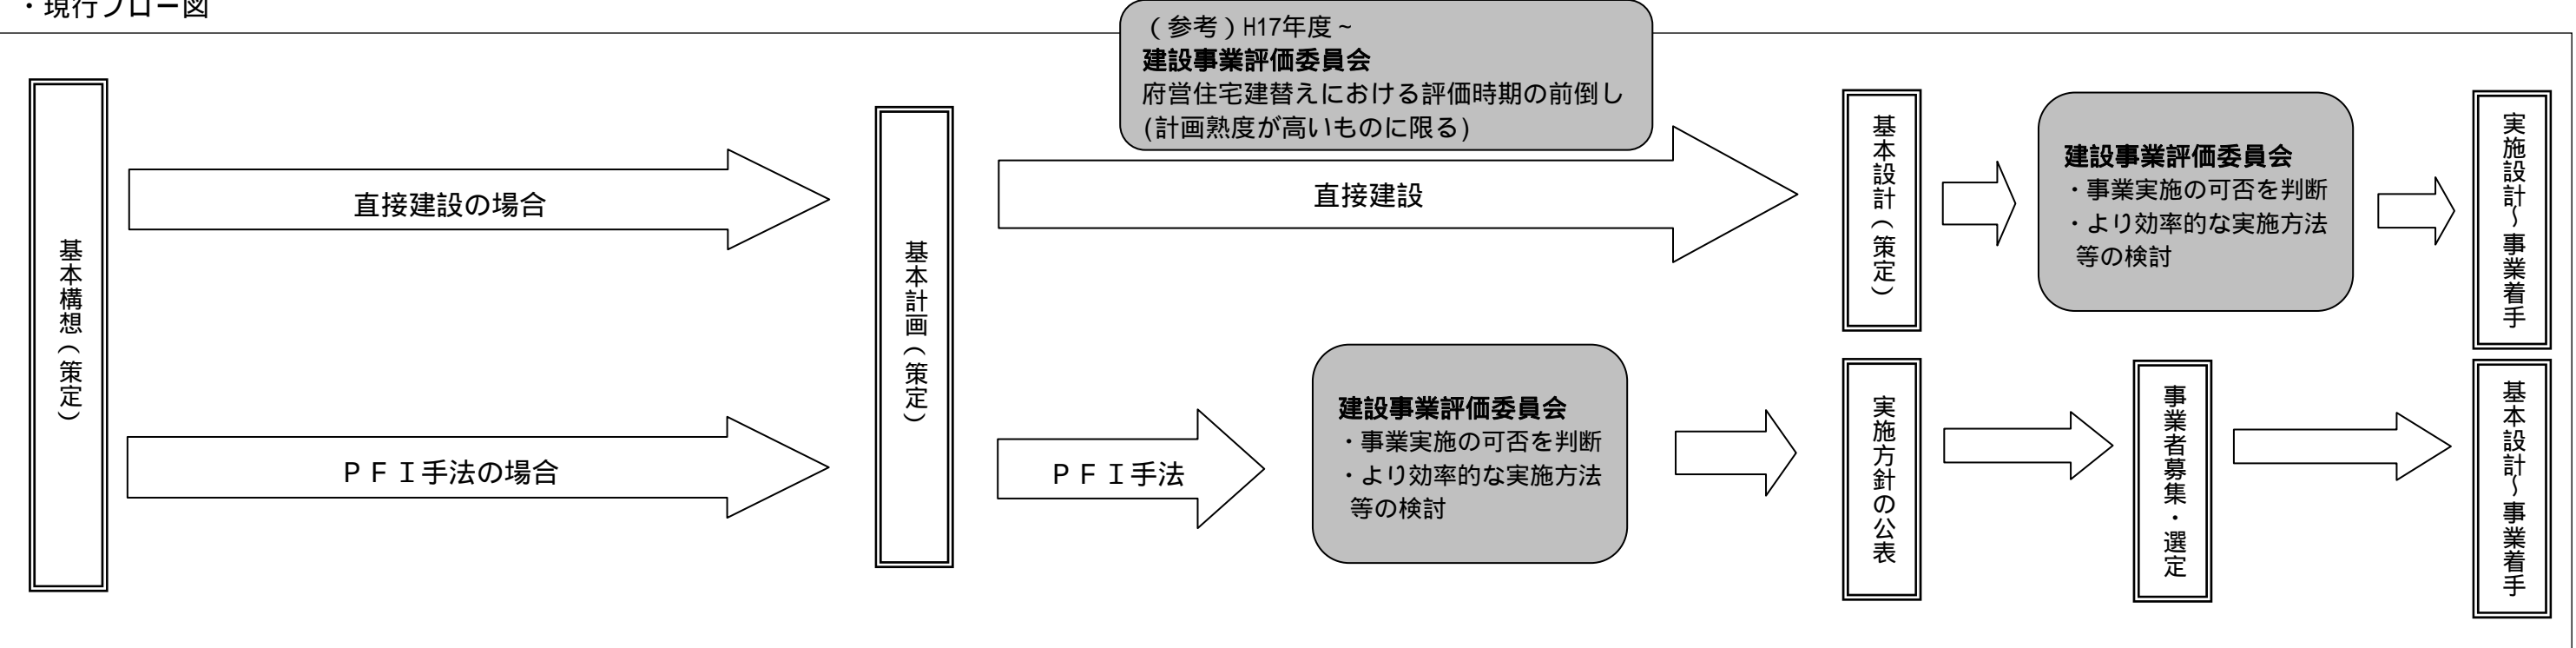 ・現行フロー図
(参考)H17年度~
建設事業評価委員会
府営住宅建替えにおける評価時期の前倒し
(計画熟度が高いものに限る)
基本構想(策定)
直接建設の場合
PFI手法の場合
基本計画(策定)
直接建設
PFI手法
建設事業評価委員会
・事業実施の可否を判断
・より効率的な実施方法
等の検討
基本設計(策定)
建設事業評価委員会
・事業実施の可否を判断
・より効率的な実施方法
等の検討
実施設計~事業着手
実施方針の公表
事業者募集・選定
基本設計~事業着手